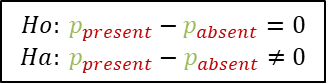 Ho: p_present − p_absent = 0
Ha: p_present − p_absent ≠ 0